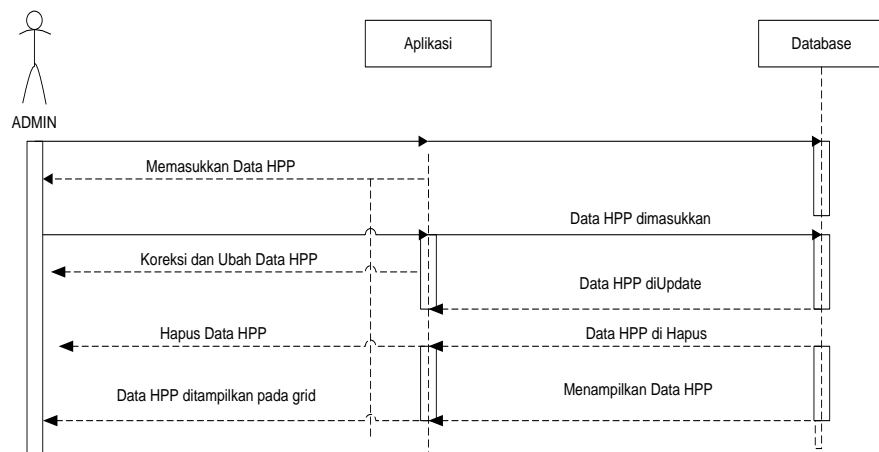 Aplikasi
Database
ADMIN
Memasukkan Data HPP
Data HPP dimasukkan
Koreksi dan Ubah Data HPP
Data HPP diUpdate
Hapus Data HPP
Data HPP di Hapus
Menampilkan Data HPP
Data HPP ditampilkan pada grid